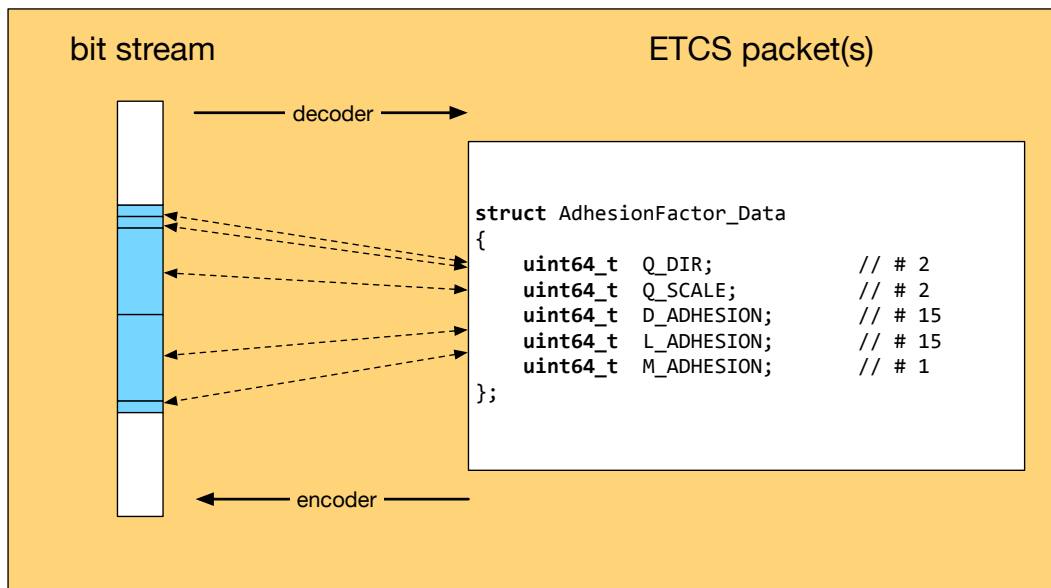 bit stream
ETCS packet(s)
decoder
struct AdhesionFactor_Data
{
    uint64_t  Q_DIR;            // # 2
    uint64_t  Q_SCALE;          // # 2
    uint64_t  D_ADHESION;       // # 15
    uint64_t  L_ADHESION;       // # 15
    uint64_t  M_ADHESION;       // # 1
};
encoder